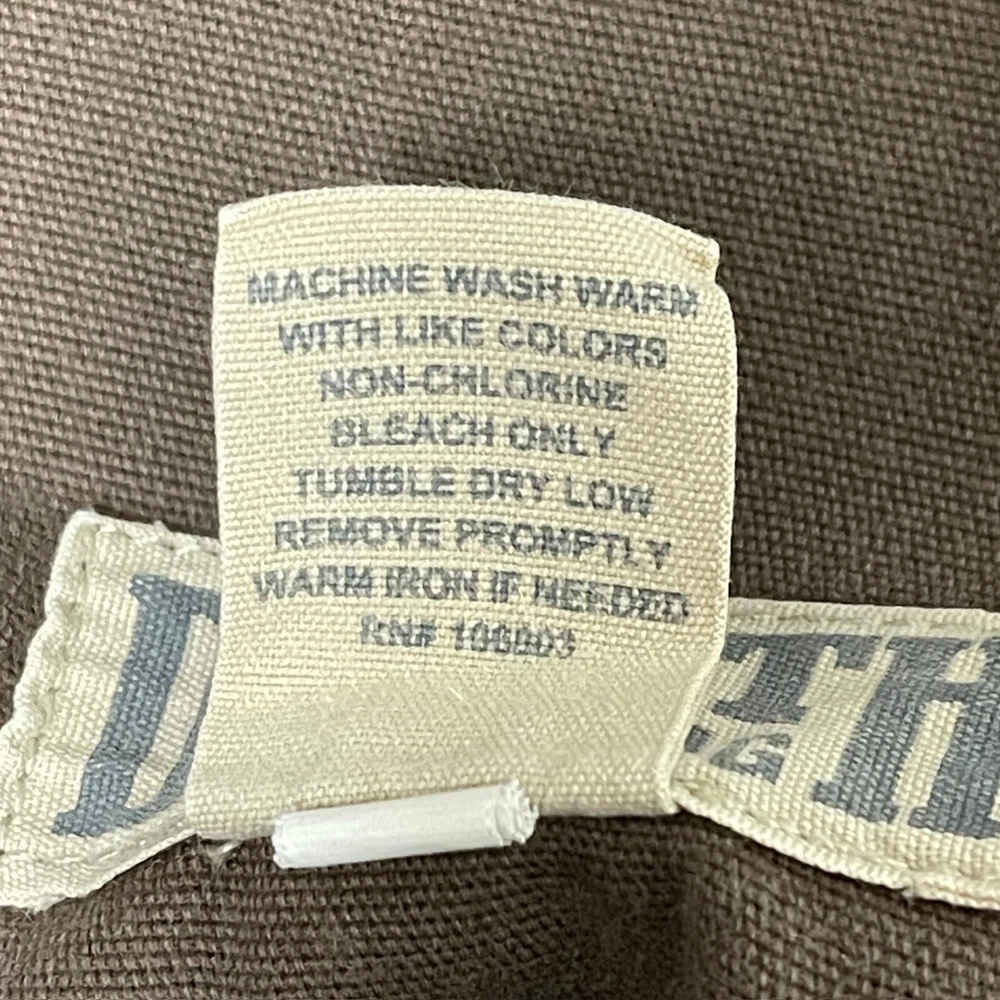 MACHINE WASH WARM
WITH LIKE COLORS
NON-CHLORINE
BLEACH ONLY
TUMBLE DRY LOW
REMOVE PROMPTLY
WARM IRON IF NEEDED
RN#
D TH